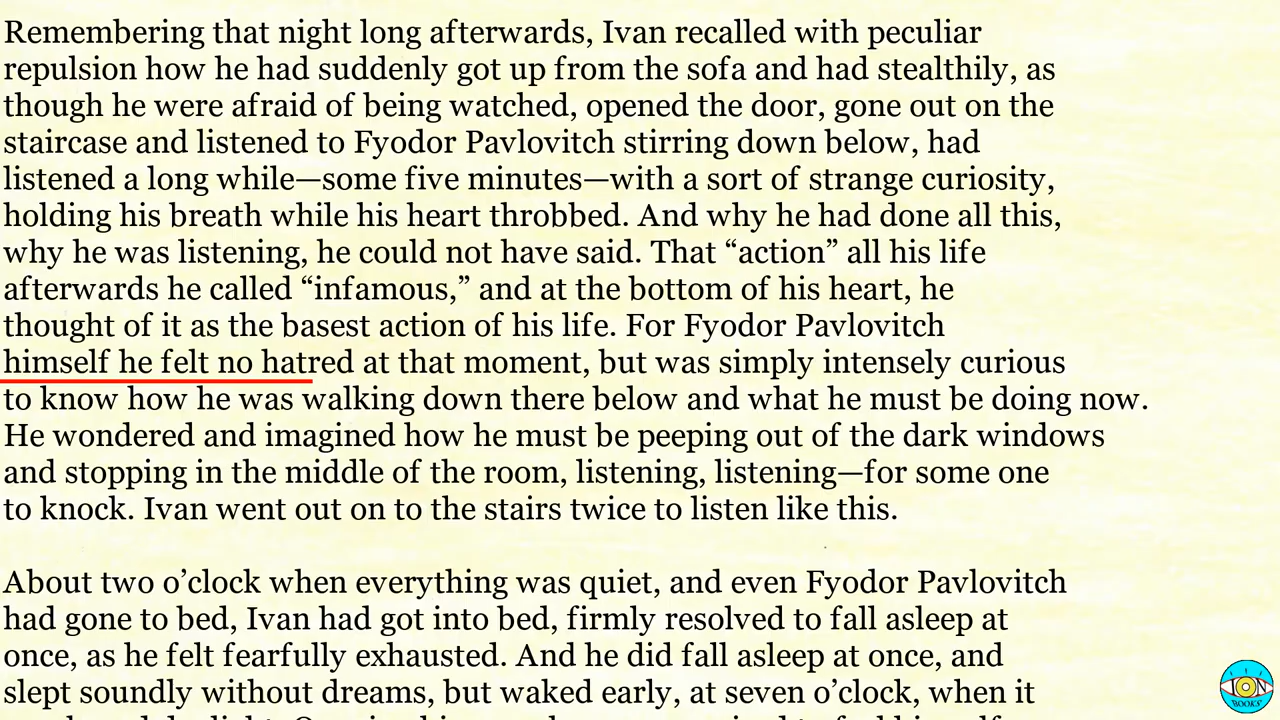 Remembering that night long afterwards, Ivan recalled with peculiar
repulsion how he had suddenly got up from the sofa and had stealthily, as
though he were afraid of being watched, opened the door, gone out on the
staircase and listened to Fyodor Pavlovitch stirring down below, had
listened a long while—some five minutes—with a sort of strange curiosity,
holding his breath while his heart throbbed. And why he had done all this,
why he was listening, he could not have said. That “action” all his life
afterwards he called “infamous,” and at the bottom of his heart, he
thought of it as the basest action of his life. For Fyodor Pavlovitch
himself he felt no hatred at that moment, but was simply intensely curious
to know how he was walking down there below and what he must be doing now.
He wondered and imagined how he must be peeping out of the dark windows
and stopping in the middle of the room, listening, listening—for some one
to knock. Ivan went out on to the stairs twice to listen like this.
About two o’clock when everything was quiet, and even Fyodor Pavlovitch
had gone to bed, Ivan had got into bed, firmly resolved to fall asleep at
once, as he felt fearfully exhausted. And he did fall asleep at once, and
slept soundly without dreams, but waked early, at seven o’clock, when it
ION
BOOKS